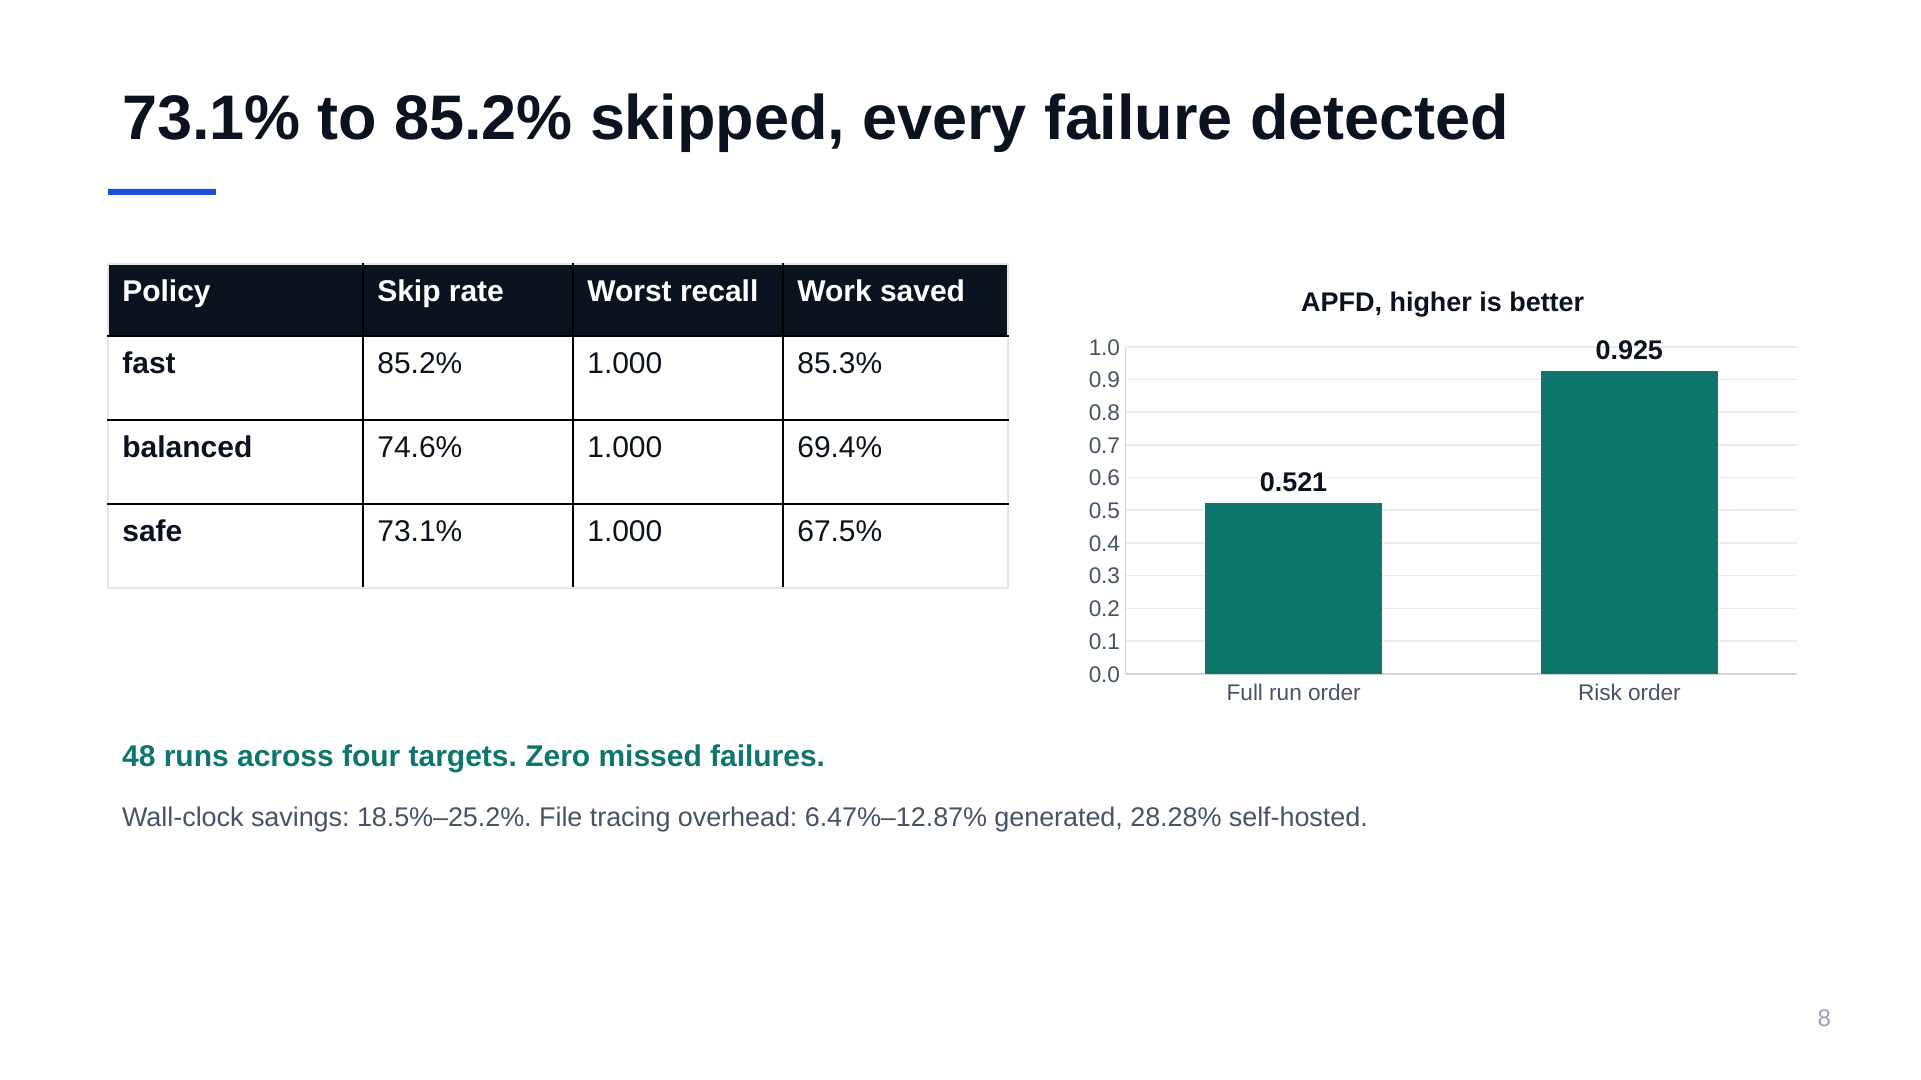 73.1% to 85.2% skipped, every failure detected
Policy Skip rate Worst recall Work saved
fast 85.2% 1.000 85.3%
balanced 74.6% 1.000 69.4%
safe 73.1% 1.000 67.5%
APFD, higher is better
1.0
0.9
0.8
0.7
0.6
0.5
0.4
0.3
0.2
0.1
0.0
0.521
0.925
Full run order Risk order
48 runs across four targets. Zero missed failures.
Wall-clock savings: 18.5%–25.2%. File tracing overhead: 6.47%–12.87% generated, 28.28% self-hosted.
8